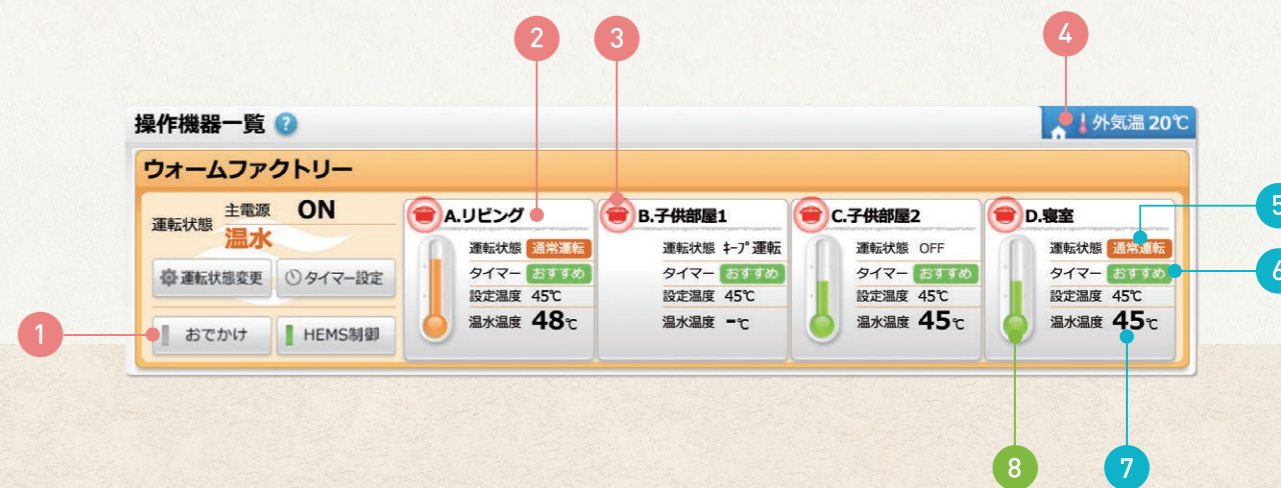 2
3
4
操作機器一覧 ?
外気温 20℃
ウォームファクトリー
運転状態 主電源 ON
温水
運転状態変更
タイマー設定
おでかけ
HEMS制御
1
A.リビング
運転状態 通常運転
タイマー おすすめ
設定温度 45℃
温水温度 48℃
B.子供部屋1
運転状態 ｷｰﾌﾟ運転
タイマー おすすめ
設定温度 45℃
温水温度 -℃
C.子供部屋2
運転状態 OFF
タイマー おすすめ
設定温度 45℃
温水温度 45℃
D.寝室
運転状態 通常運転
タイマー おすすめ
設定温度 45℃
温水温度 45℃
5
6
8
7